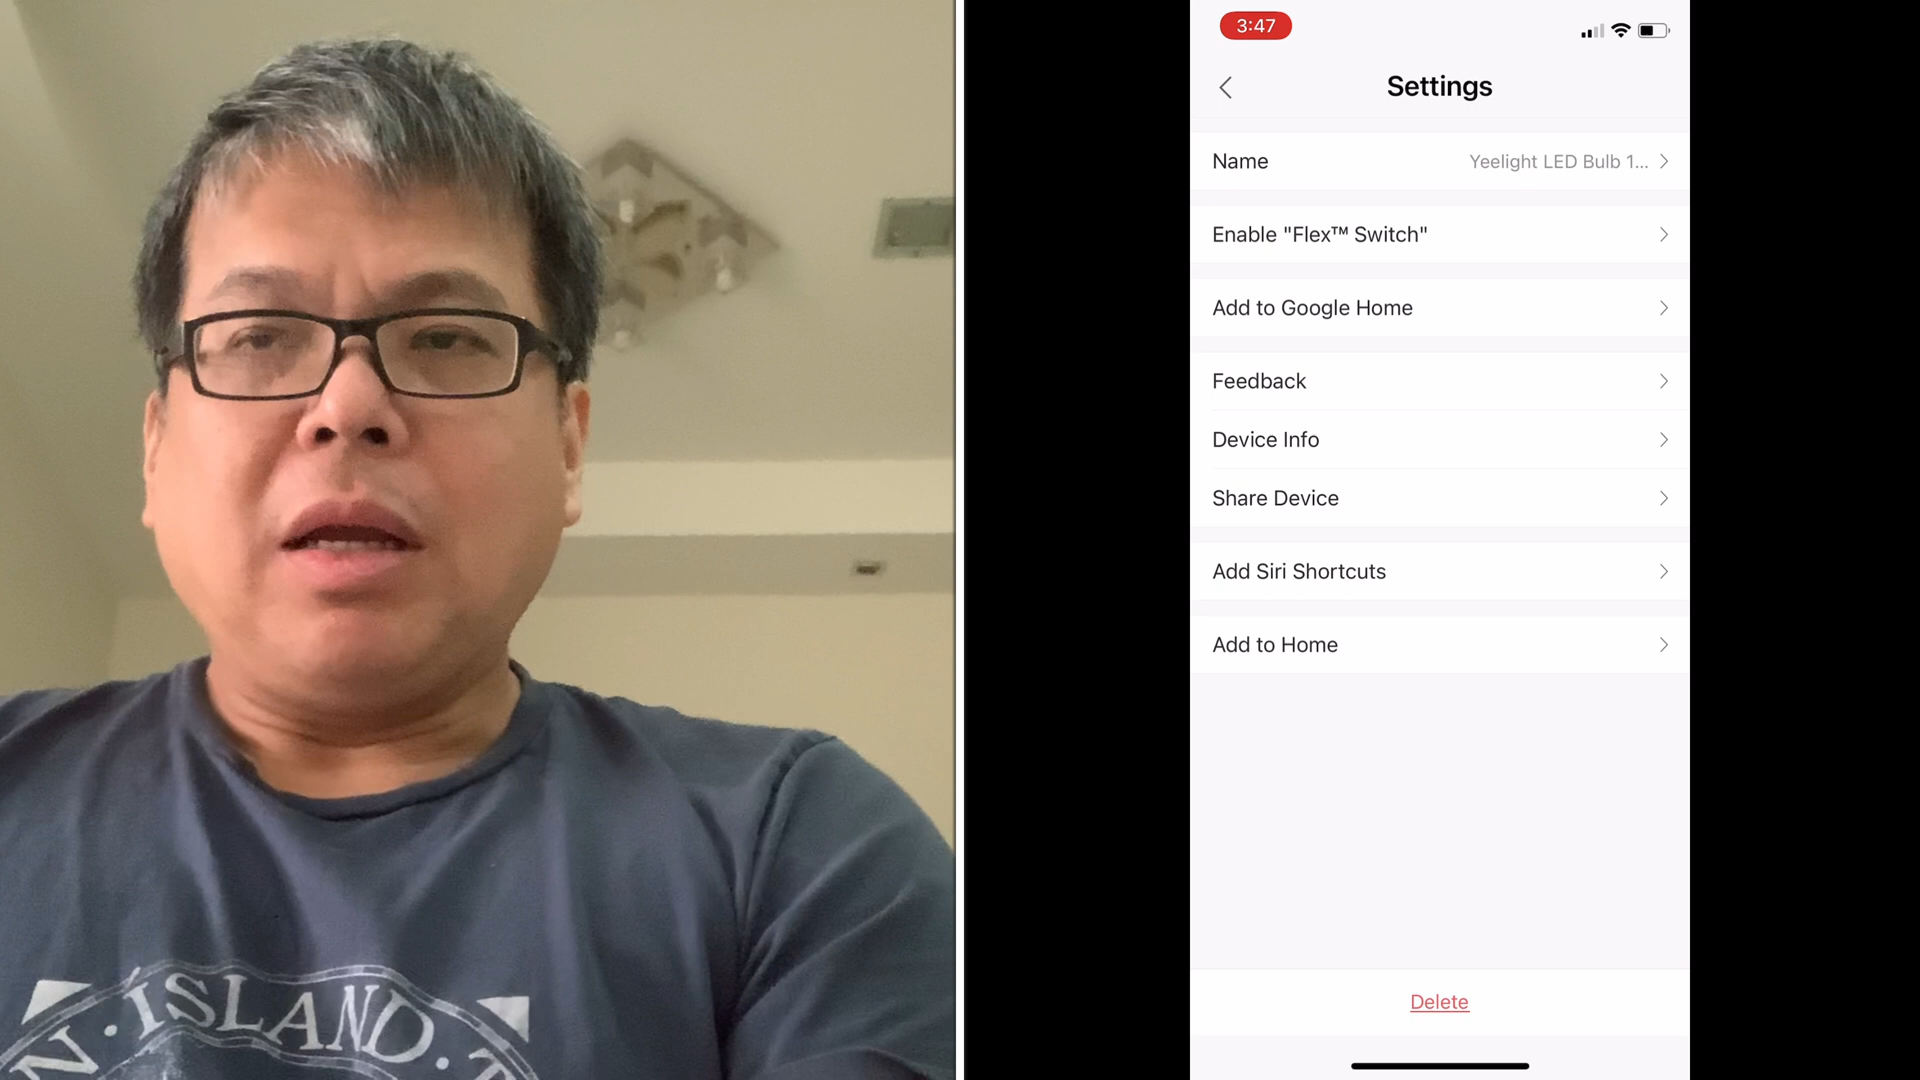 N · ISLAND · T
3:47
Settings
Name
Yeelight LED Bulb 1...
Enable "Flex™ Switch"
Add to Google Home
Feedback
Device Info
Share Device
Add Siri Shortcuts
Add to Home
Delete